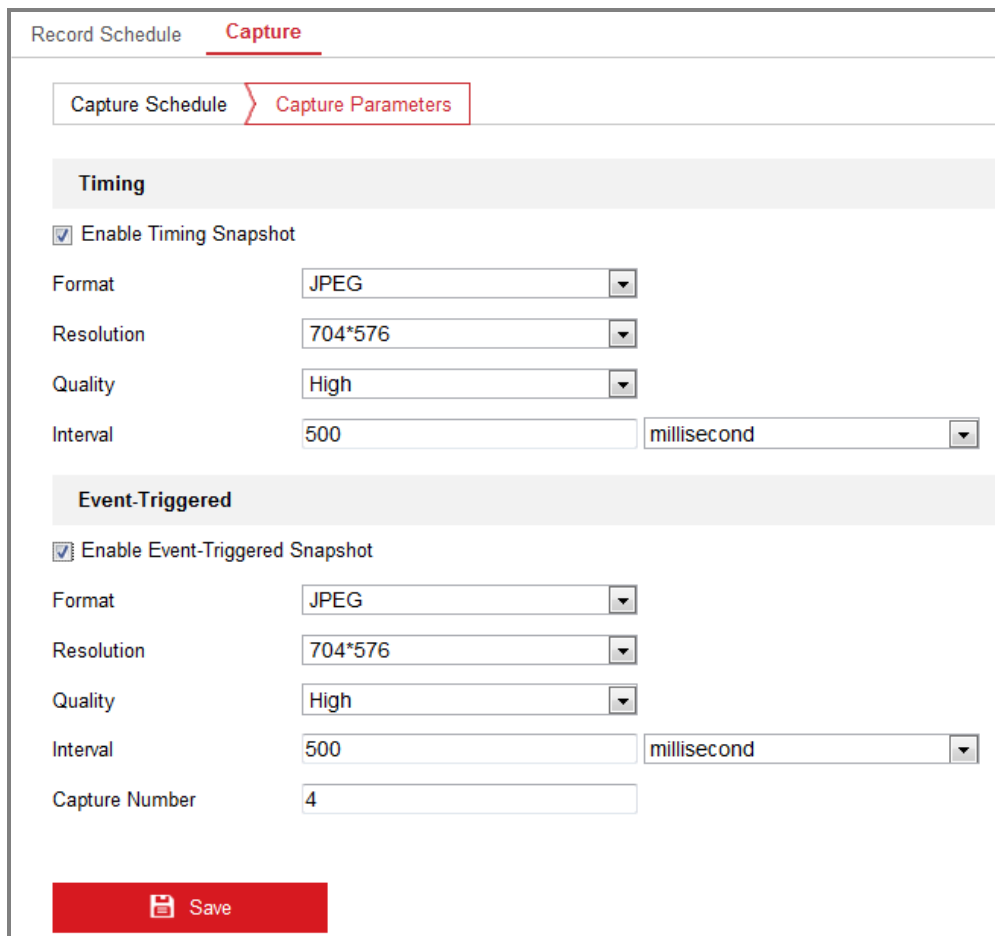 Record Schedule Capture
Capture Schedule Capture Parameters
Timing
Enable Timing Snapshot
Format JPEG
Resolution 704*576
Quality High
Interval 500 millisecond
Event-Triggered
Enable Event-Triggered Snapshot
Format JPEG
Resolution 704*576
Quality High
Interval 500 millisecond
Capture Number 4
Save